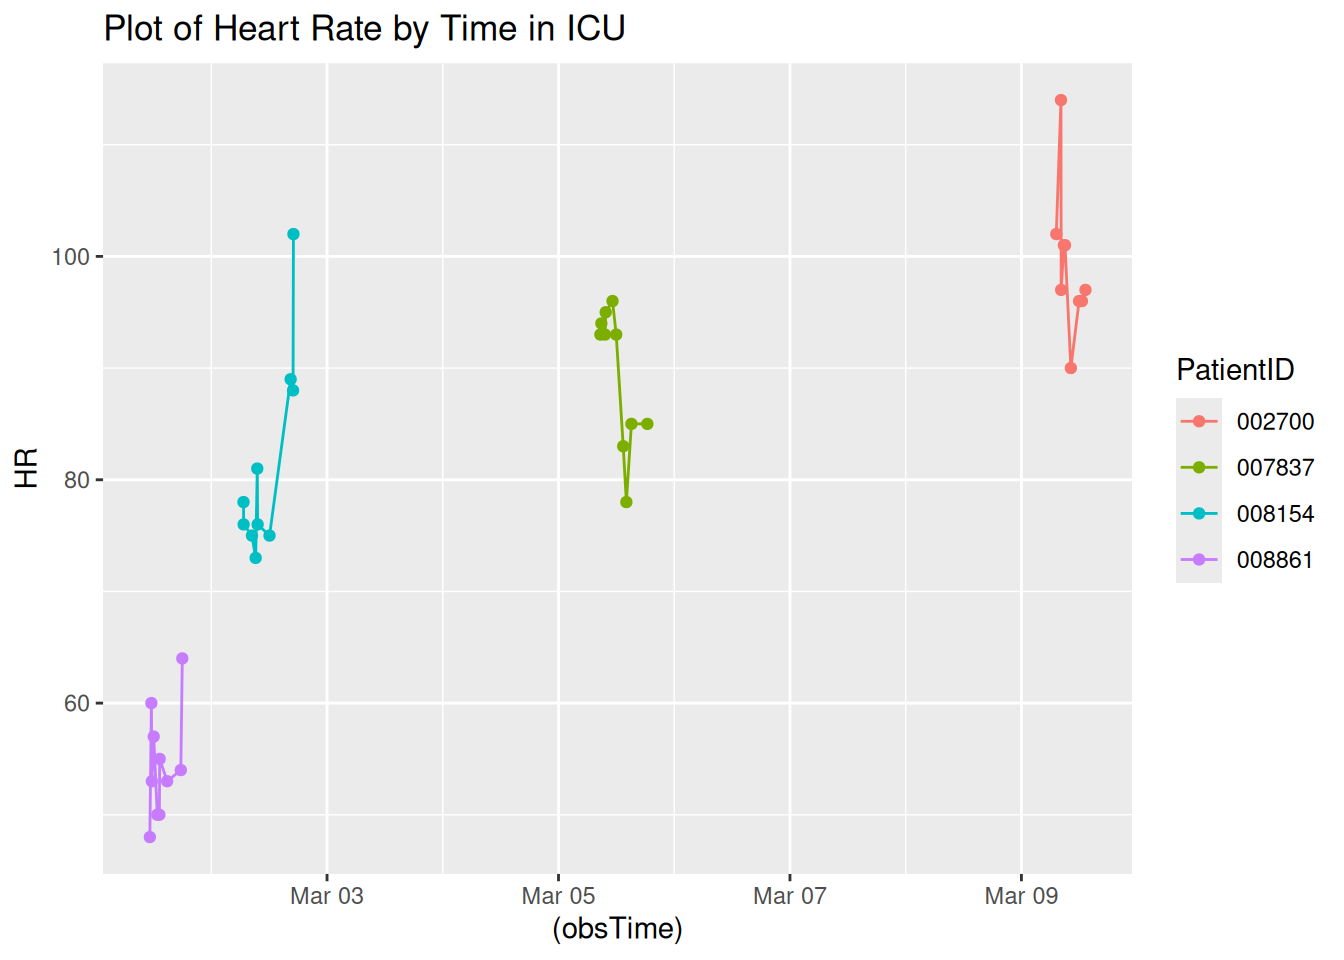 Plot of Heart Rate by Time in ICU
HR
100
80
60
Mar 03
Mar 05
Mar 07
Mar 09
(obsTime)
PatientID
002700
007837
008154
008861